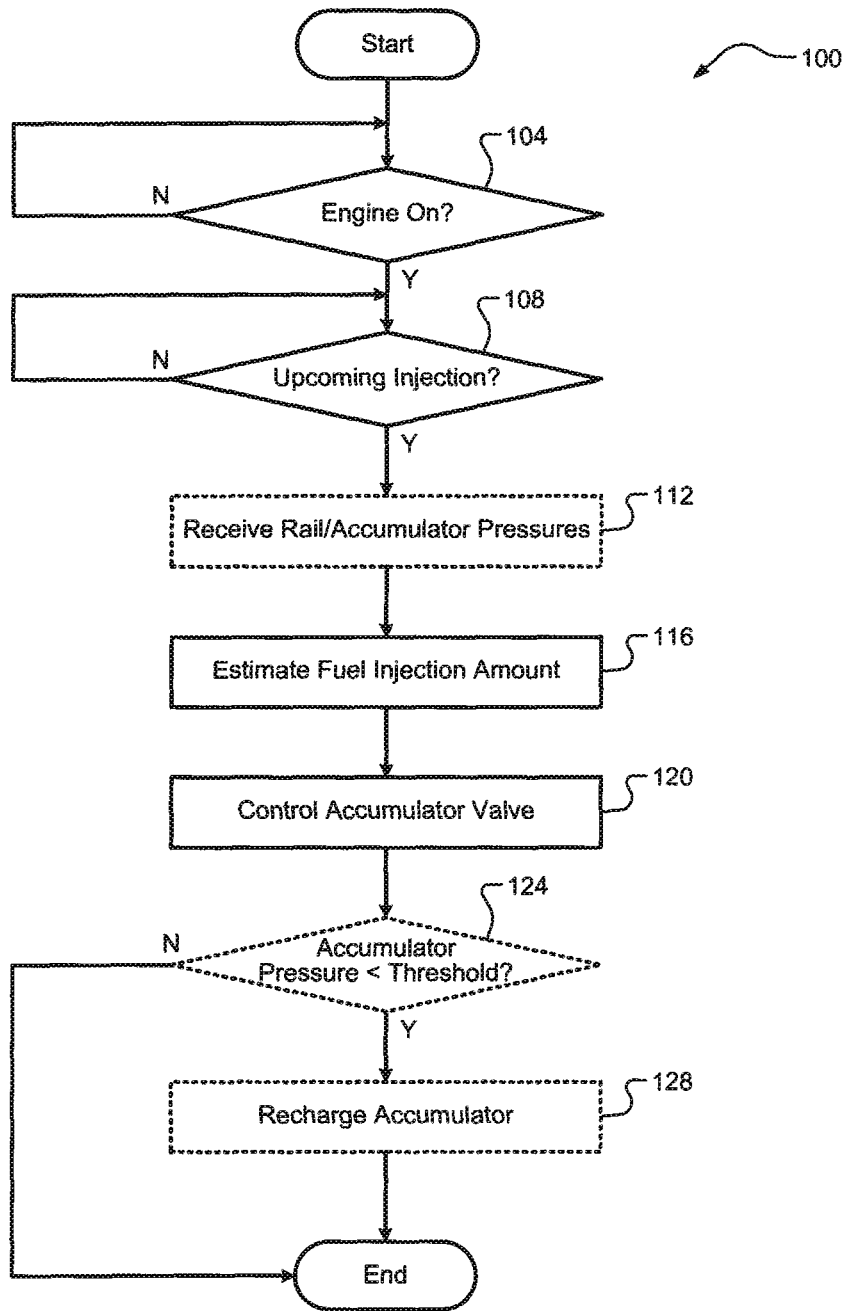 Start
100
104
N
Engine On?
Y
108
N
Upcoming Injection?
Y
112
Receive Rail/Accumulator Pressures
116
Estimate Fuel Injection Amount
120
Control Accumulator Valve
124
N
Accumulator
Pressure < Threshold?
Y
128
Recharge Accumulator
End